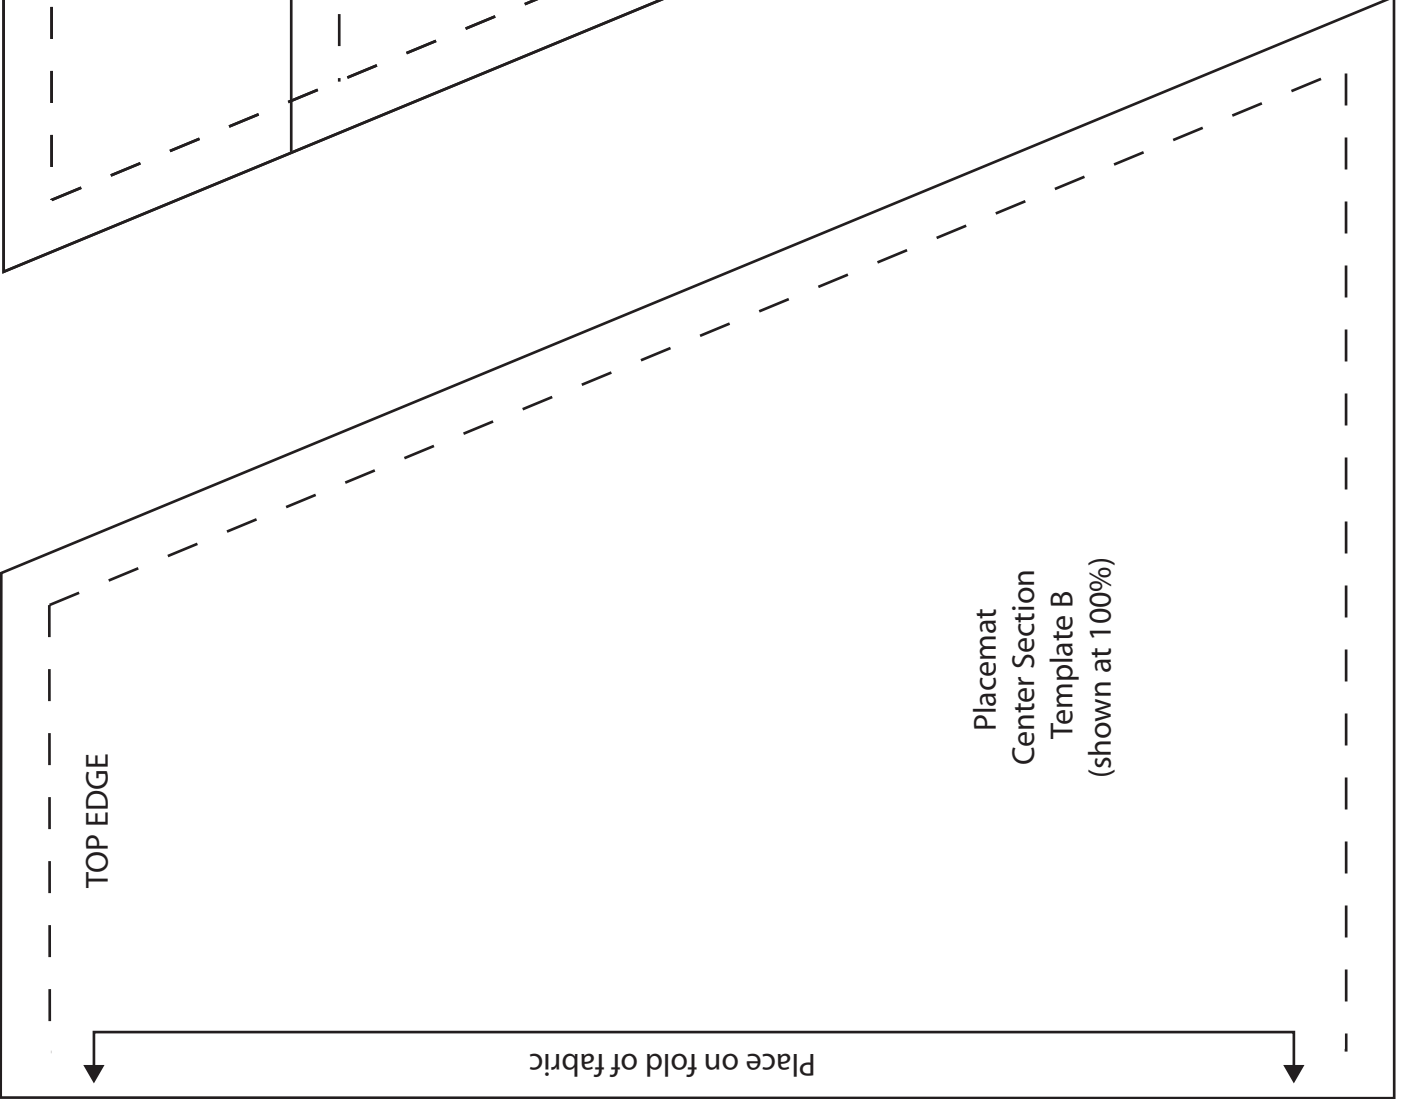 TOP EDGE
Placemat
Center Section
Template B
(shown at 100%)
Place on fold of fabric